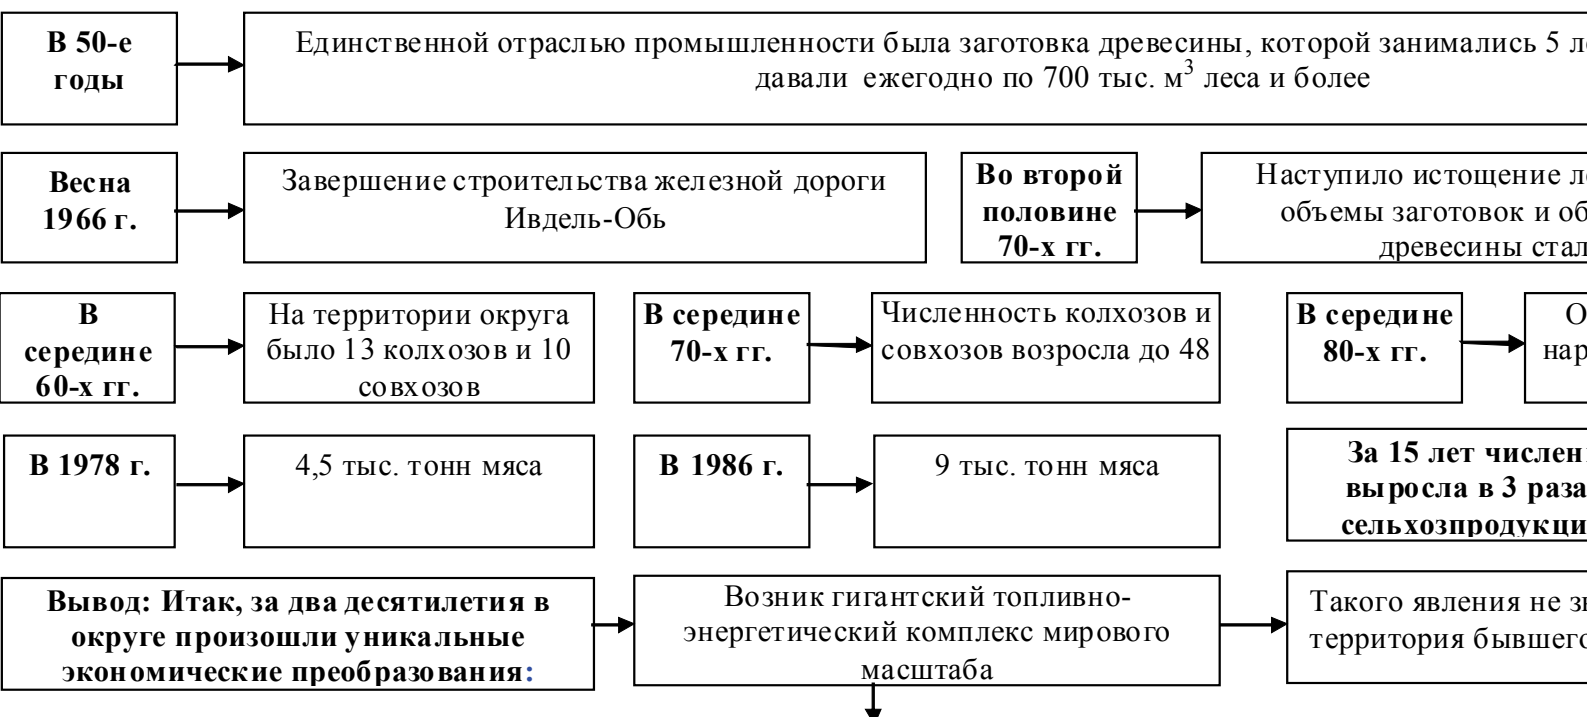 В 50-е
годы
Единственной отраслью промышленности была заготовка древесины, которой занимались 5
давали ежегодно по 700 тыс. м³ леса и более
Весна
1966 г.
Завершение строительства железной дороги
Ивдель-Обь
Во второй
половине
70-х гг.
Наступило истощение
объемы заготовок и
древесины
В
середине
60-х гг.
На территории округа
было 13 колхозов и 10
совхозов
В середине
70-х гг.
Численность колхозов и
совхозов возросла до 48
В середине
80-х гг.
В 1978 г.
4,5 тыс. тонн мяса
В 1986 г.
9 тыс. тонн мяса
За 15 лет
выросла в 3 раза
Вывод: Итак, за два десятилетия в
округе произошли уникальные
экономические преобразования:
Возник гигантский топливно-
энергетический комплекс мирового
масштаба
Такого явления не
территория